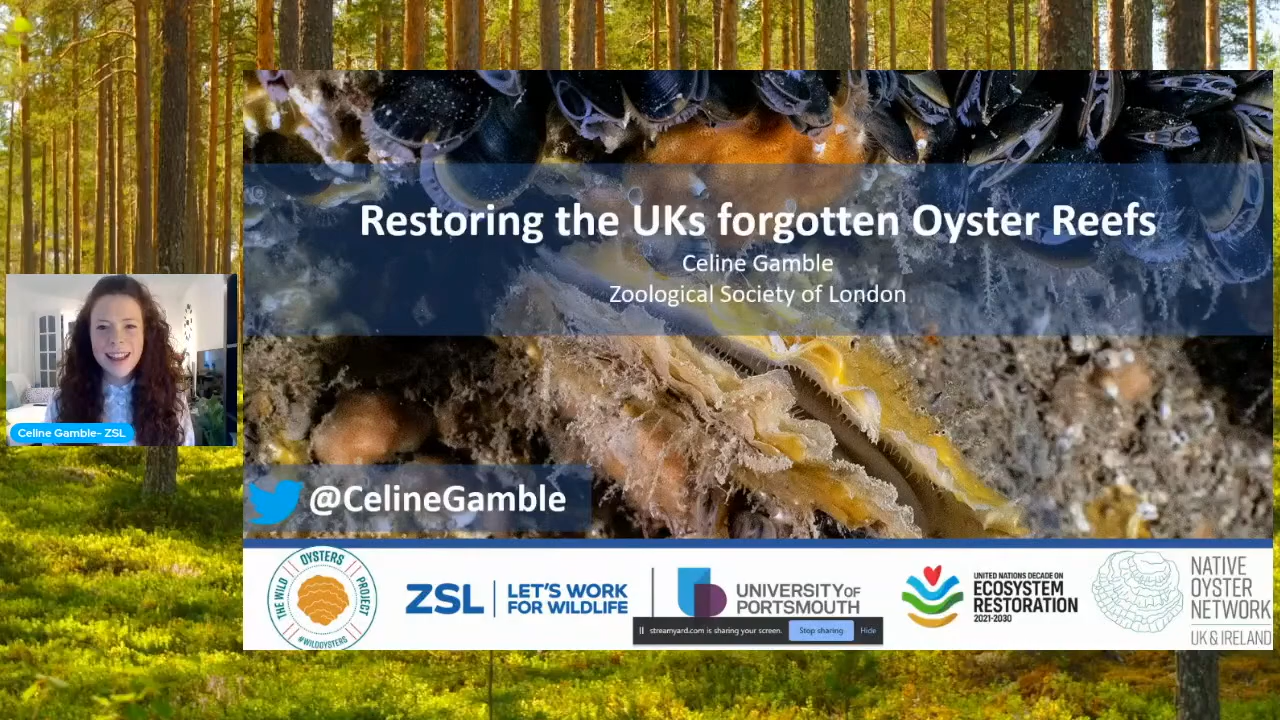 Restoring the UKs forgotten Oyster Reefs
Celine Gamble
Zoological Society of London
Celine Gamble- ZSL
@CelineGamble
THE WILD OYSTERS PROJECT
#WILDOYSTERS
ZSL
LET'S WORK
FOR WILDLIFE
UNIVERSITY OF
PORTSMOUTH
UNITED NATIONS DECADE ON
ECOSYSTEM
RESTORATION
2021-2030
NATIVE
OYSTER
NETWORK
UK & IRELAND
streamyard.com is sharing your screen.
Stop sharing
Hide